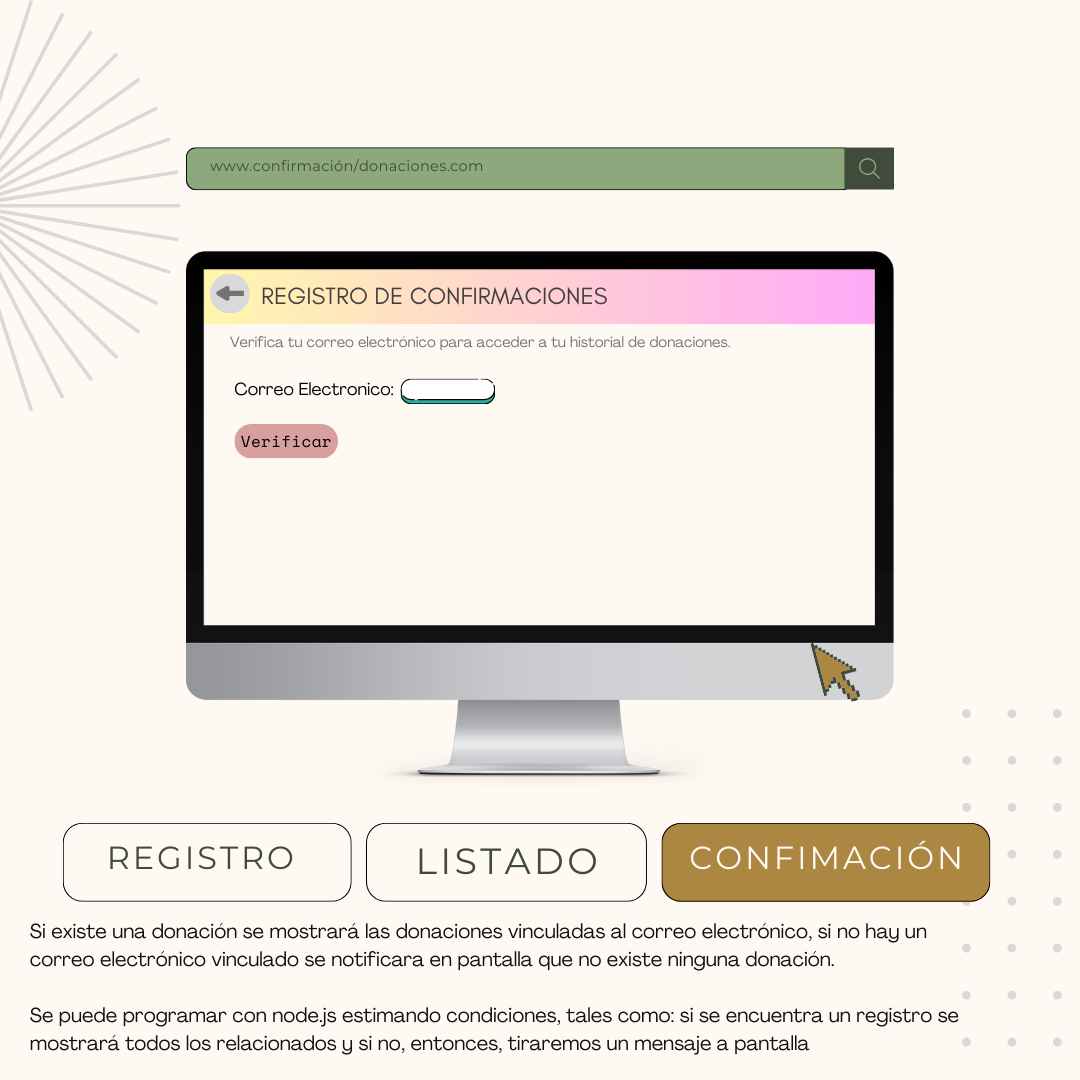 www.confirmación/donaciones.com
REGISTRO DE CONFIRMACIONES
Verifica tu correo electrónico para acceder a tu historial de donaciones.
Correo Electronico:
Verificar
REGISTRO
LISTADO
CONFIMACIÓN
Si existe una donación se mostrará las donaciones vinculadas al correo electrónico, si no hay un
correo electrónico vinculado se notificara en pantalla que no existe ninguna donación.
Se puede programar con node.js estimando condiciones, tales como: si se encuentra un registro se
mostrará todos los relacionados y si no, entonces, tiraremos un mensaje a pantalla